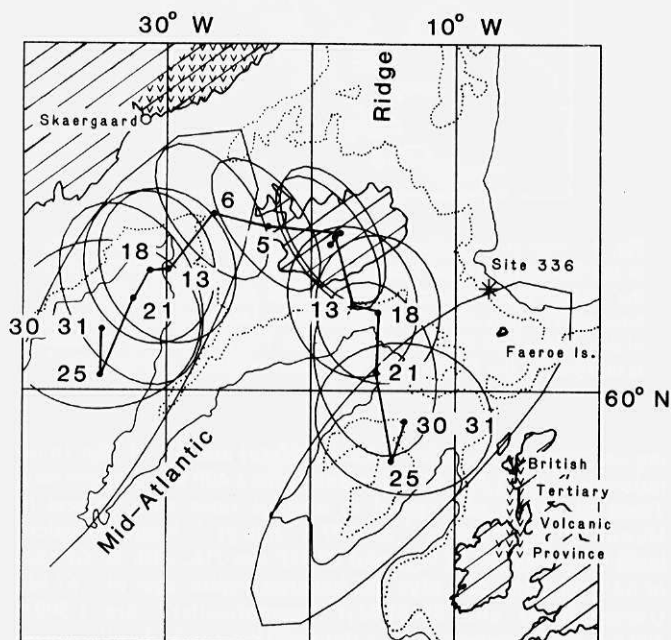 30° W
10° W
Ridge
Skaergaard
6
5
18
13
Site 336
13
18
21
30 31
Faeroe Is.
25
21
60° N
30 31
25
Mid-Atlantic
British
Tertiary
Volcanic
Province